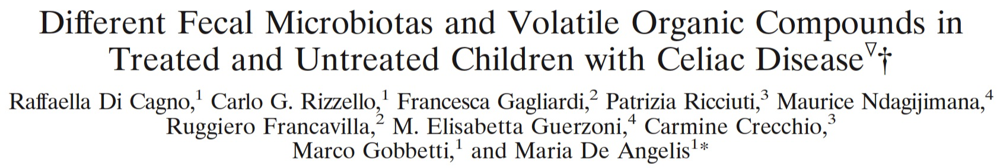 Different Fecal Microbiotas and Volatile Organic Compounds in
Treated and Untreated Children with Celiac Disease∇†
Raffaella Di Cagno,1 Carlo G. Rizzello,1 Francesca Gagliardi,2 Patrizia Ricciuti,3 Maurice Ndagijimana,4
Ruggiero Francavilla,2 M. Elisabetta Guerzoni,4 Carmine Crecchio,3
Marco Gobbetti,1 and Maria De Angelis1*